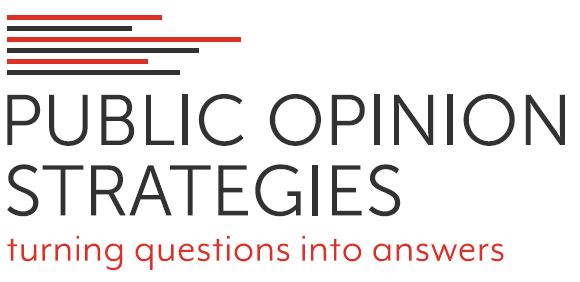 PUBLIC OPINION
STRATEGIES
turning questions into answers